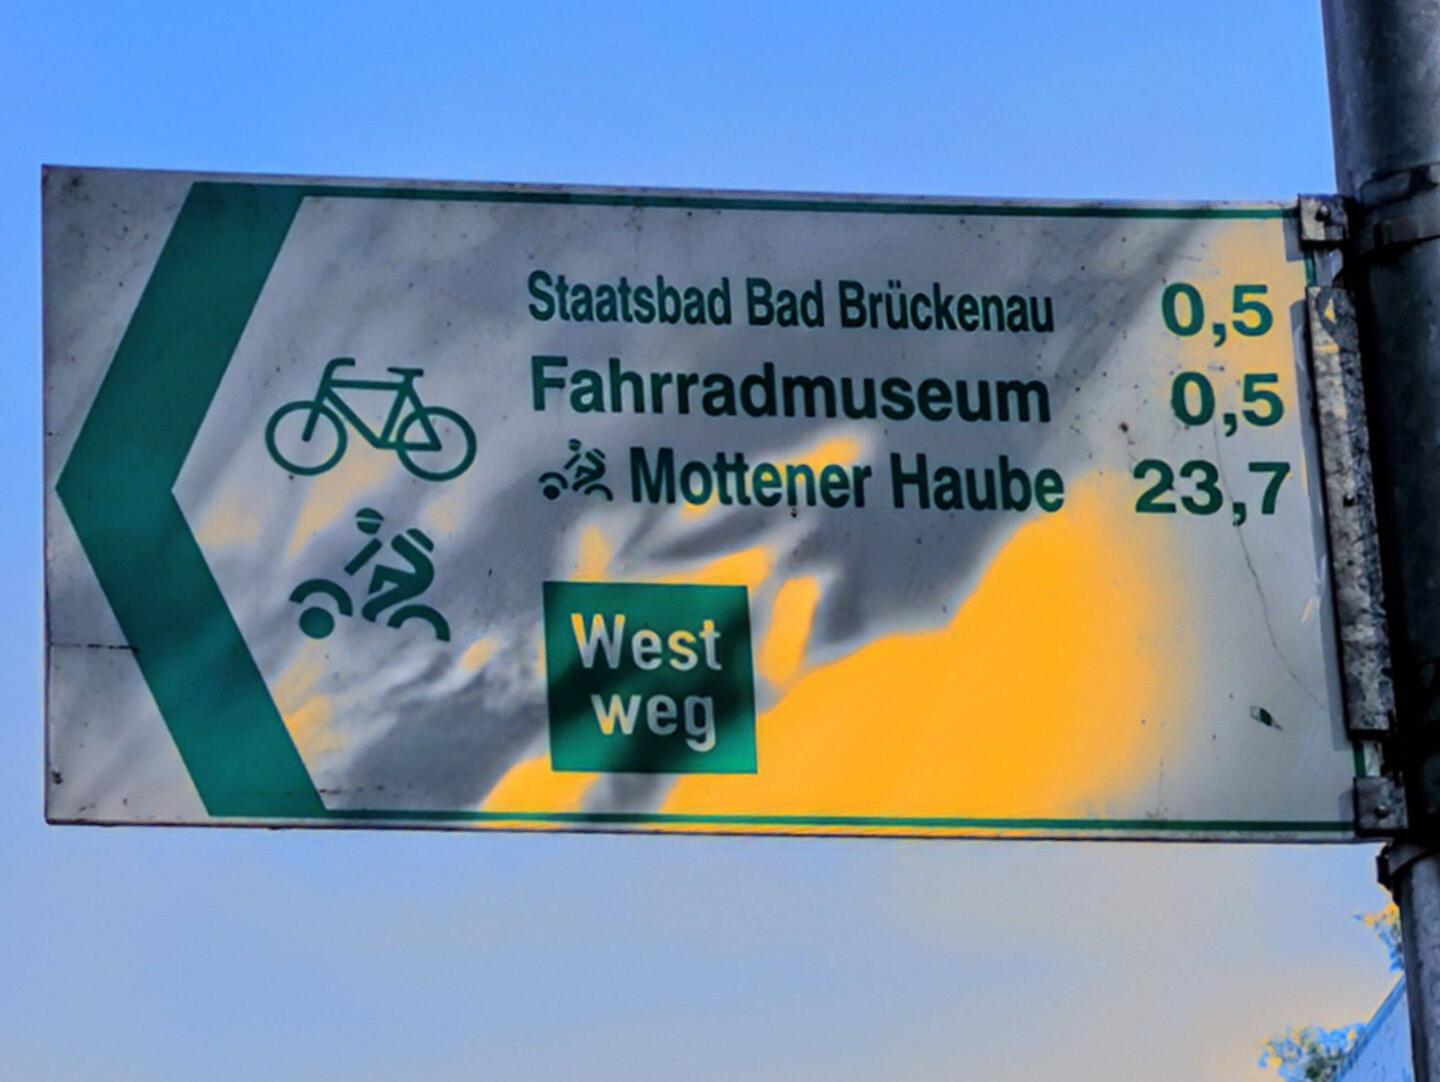 Staatsbad Bad Brückenau 0,5
Fahrradmuseum 0,5
Mottener Haube 23,7
West
weg